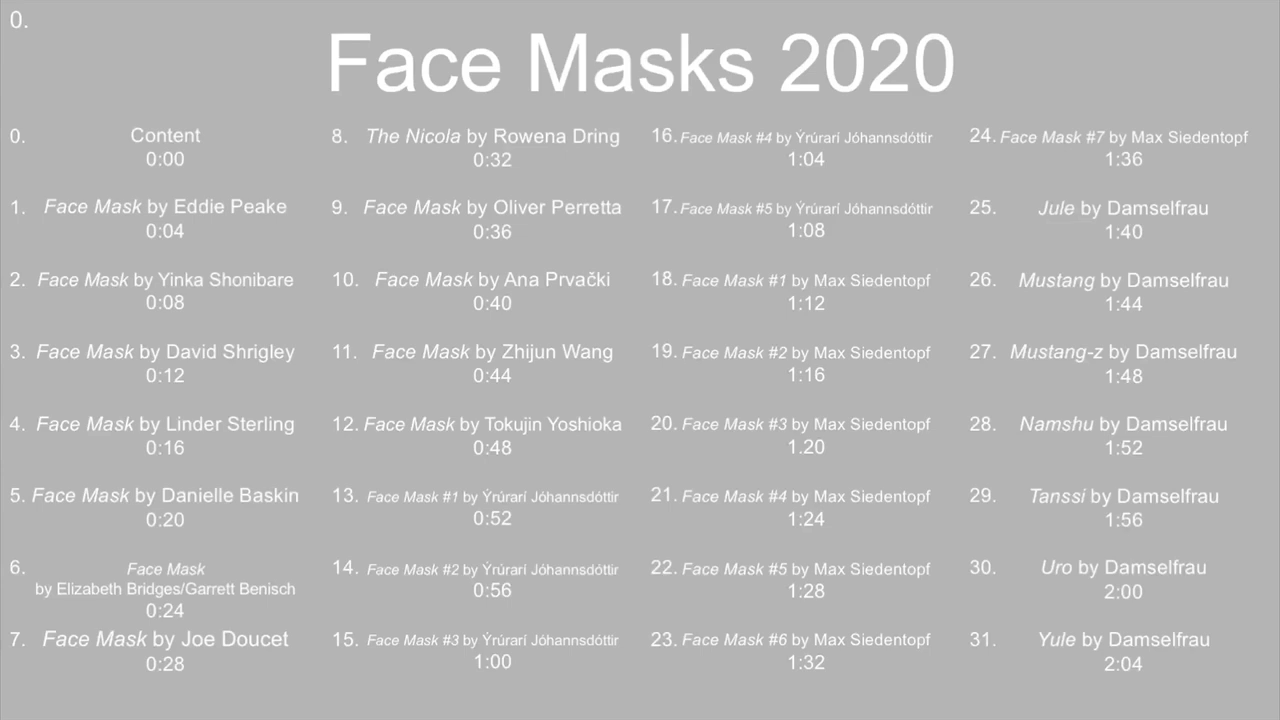 0.
Face Masks 2020
0. Content
0:00
1. Face Mask by Eddie Peake
0:04
2. Face Mask by Yinka Shonibare
0:08
3. Face Mask by David Shrigley
0:12
4. Face Mask by Linder Sterling
0:16
5. Face Mask by Danielle Baskin
0:20
6. Face Mask
by Elizabeth Bridges/Garrett Benisch
0:24
7. Face Mask by Joe Doucet
0:28
8. The Nicola by Rowena Dring
0:32
9. Face Mask by Oliver Perretta
0:36
10. Face Mask by Ana Prvački
0:40
11. Face Mask by Zhijun Wang
0:44
12. Face Mask by Tokujin Yoshioka
0:48
13. Face Mask #1 by Ýrúrarí Jóhannsdóttir
0:52
14. Face Mask #2 by Ýrúrarí Jóhannsdóttir
0:56
15. Face Mask #3 by Ýrúrarí Jóhannsdóttir
1:00
16. Face Mask #4 by Ýrúrarí Jóhannsdóttir
1:04
17. Face Mask #5 by Ýrúrarí Jóhannsdóttir
1:08
18. Face Mask #1 by Max Siedentopf
1:12
19. Face Mask #2 by Max Siedentopf
1:16
20. Face Mask #3 by Max Siedentopf
1.20
21. Face Mask #4 by Max Siedentopf
1:24
22. Face Mask #5 by Max Siedentopf
1:28
23. Face Mask #6 by Max Siedentopf
1:32
24. Face Mask #7 by Max Siedentopf
1:36
25. Jule by Damselfrau
1:40
26. Mustang by Damselfrau
1:44
27. Mustang-z by Damselfrau
1:48
28. Namshu by Damselfrau
1:52
29. Tanssi by Damselfrau
1:56
30. Uro by Damselfrau
2:00
31. Yule by Damselfrau
2:04